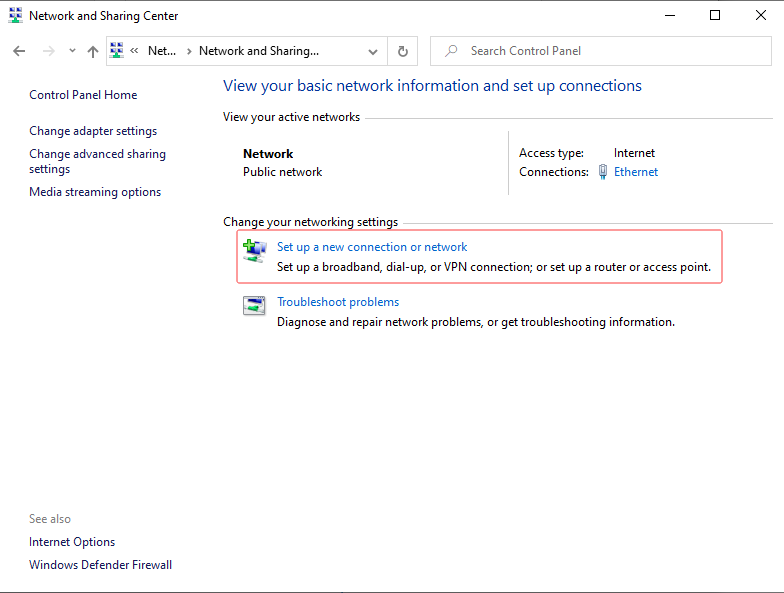 Network and Sharing Center
« Net... > Network and Sharing...
Search Control Panel
Control Panel Home
Change adapter settings
Change advanced sharing
settings
Media streaming options
See also
Internet Options
Windows Defender Firewall
View your basic network information and set up connections
View your active networks
Network
Public network
Access type: Internet
Connections: Ethernet
Change your networking settings
Set up a new connection or network
Set up a broadband, dial-up, or VPN connection; or set up a router or access point.
Troubleshoot problems
Diagnose and repair network problems, or get troubleshooting information.